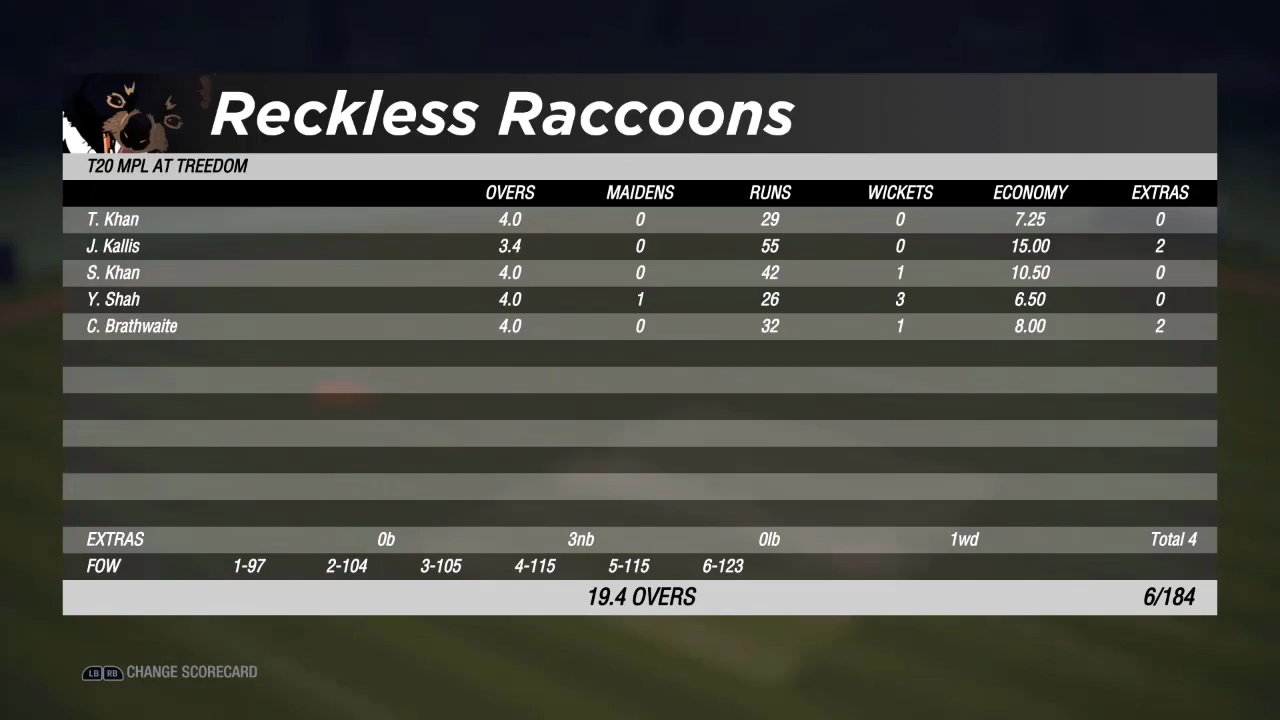 Reckless Raccoons
T20 MPL AT TREEDOM
OVERS MAIDENS RUNS WICKETS ECONOMY EXTRAS
T. Khan 4.0 0 29 0 7.25 0
J. Kallis 3.4 0 55 0 15.00 2
S. Khan 4.0 0 42 1 10.50 0
Y. Shah 4.0 1 26 3 6.50 0
C. Brathwaite 4.0 0 32 1 8.00 2
EXTRAS 0b 3nb 0lb 1wd Total 4
FOW 1-97 2-104 3-105 4-115 5-115 6-123
19.4 OVERS 6/184
LB RB CHANGE SCORECARD